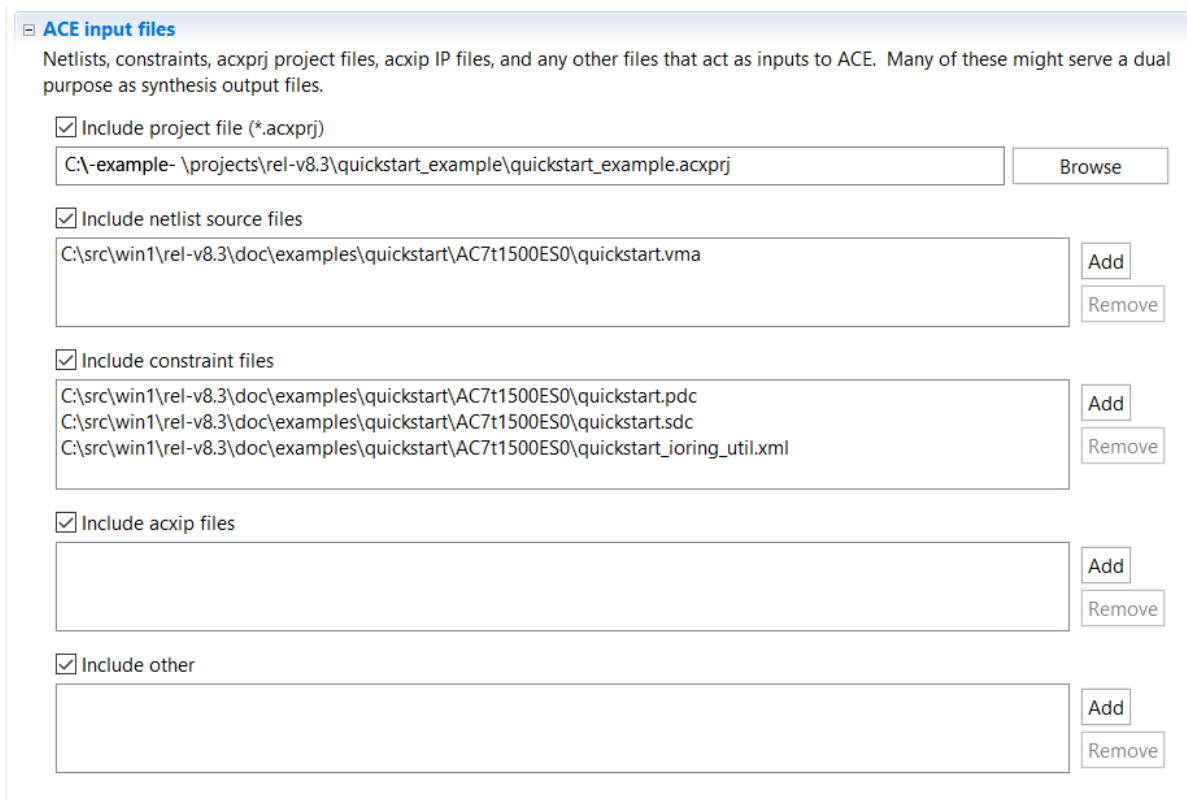 ACE input files
Netlists, constraints, acxprj project files, acxip IP files, and any other files that act as inputs to ACE.  Many of these might serve a dual
purpose as synthesis output files.
Include project file (*.acxprj)
C:\-example- \projects\rel-v8.3\quickstart_example\quickstart_example.acxprj
Browse
Include netlist source files
C:\src\win1\rel-v8.3\doc\examples\quickstart\AC7t1500ES0\quickstart.vma
Add
Remove
Include constraint files
C:\src\win1\rel-v8.3\doc\examples\quickstart\AC7t1500ES0\quickstart.pdc
C:\src\win1\rel-v8.3\doc\examples\quickstart\AC7t1500ES0\quickstart.sdc
C:\src\win1\rel-v8.3\doc\examples\quickstart\AC7t1500ES0\quickstart_ioring_util.xml
Add
Remove
Include acxip files
Add
Remove
Include other
Add
Remove